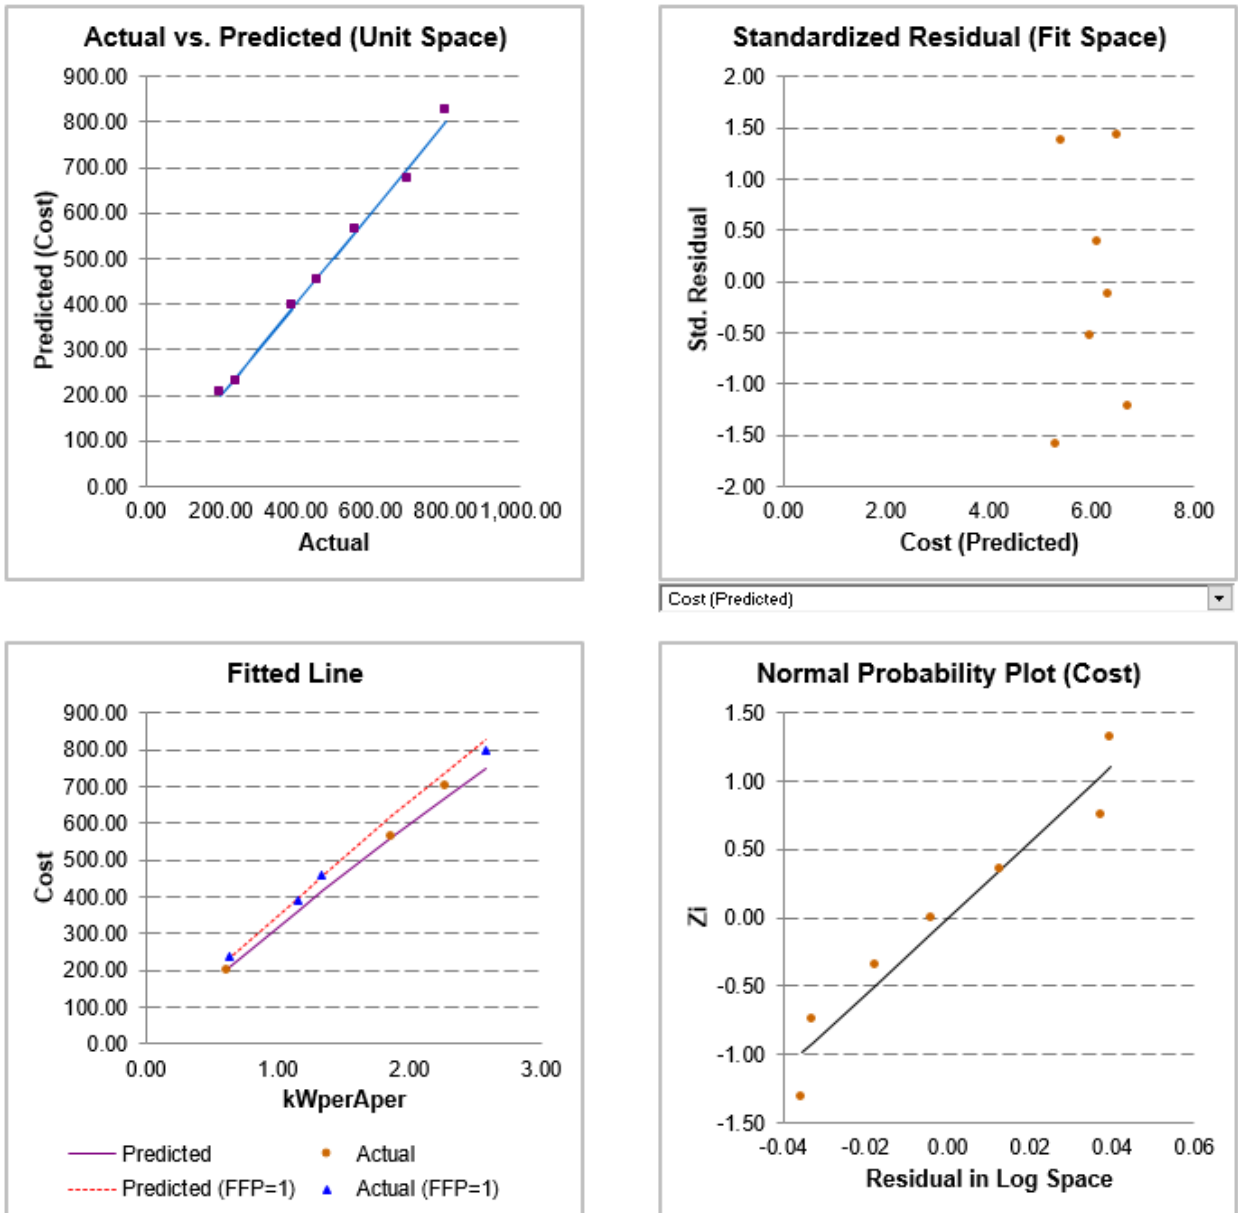 Actual vs. Predicted (Unit Space)
900.00
800.00
700.00
600.00
500.00
400.00
300.00
200.00
100.00
0.00
Predicted (Cost)
0.00 200.00 400.00 600.00 800.00 1,000.00
Actual
Standardized Residual (Fit Space)
2.00
1.50
1.00
0.50
0.00
-0.50
-1.00
-1.50
-2.00
Std. Residual
0.00 2.00 4.00 6.00 8.00
Cost (Predicted)
Cost (Predicted)
Fitted Line
900.00
800.00
700.00
600.00
500.00
400.00
300.00
200.00
100.00
0.00
Cost
0.00 1.00 2.00 3.00
kWperAper
Predicted Actual
Predicted (FFP=1) Actual (FFP=1)
Normal Probability Plot (Cost)
1.50
1.00
0.50
0.00
-0.50
-1.00
-1.50
Zi
-0.04 -0.02 0.00 0.02 0.04 0.06
Residual in Log Space